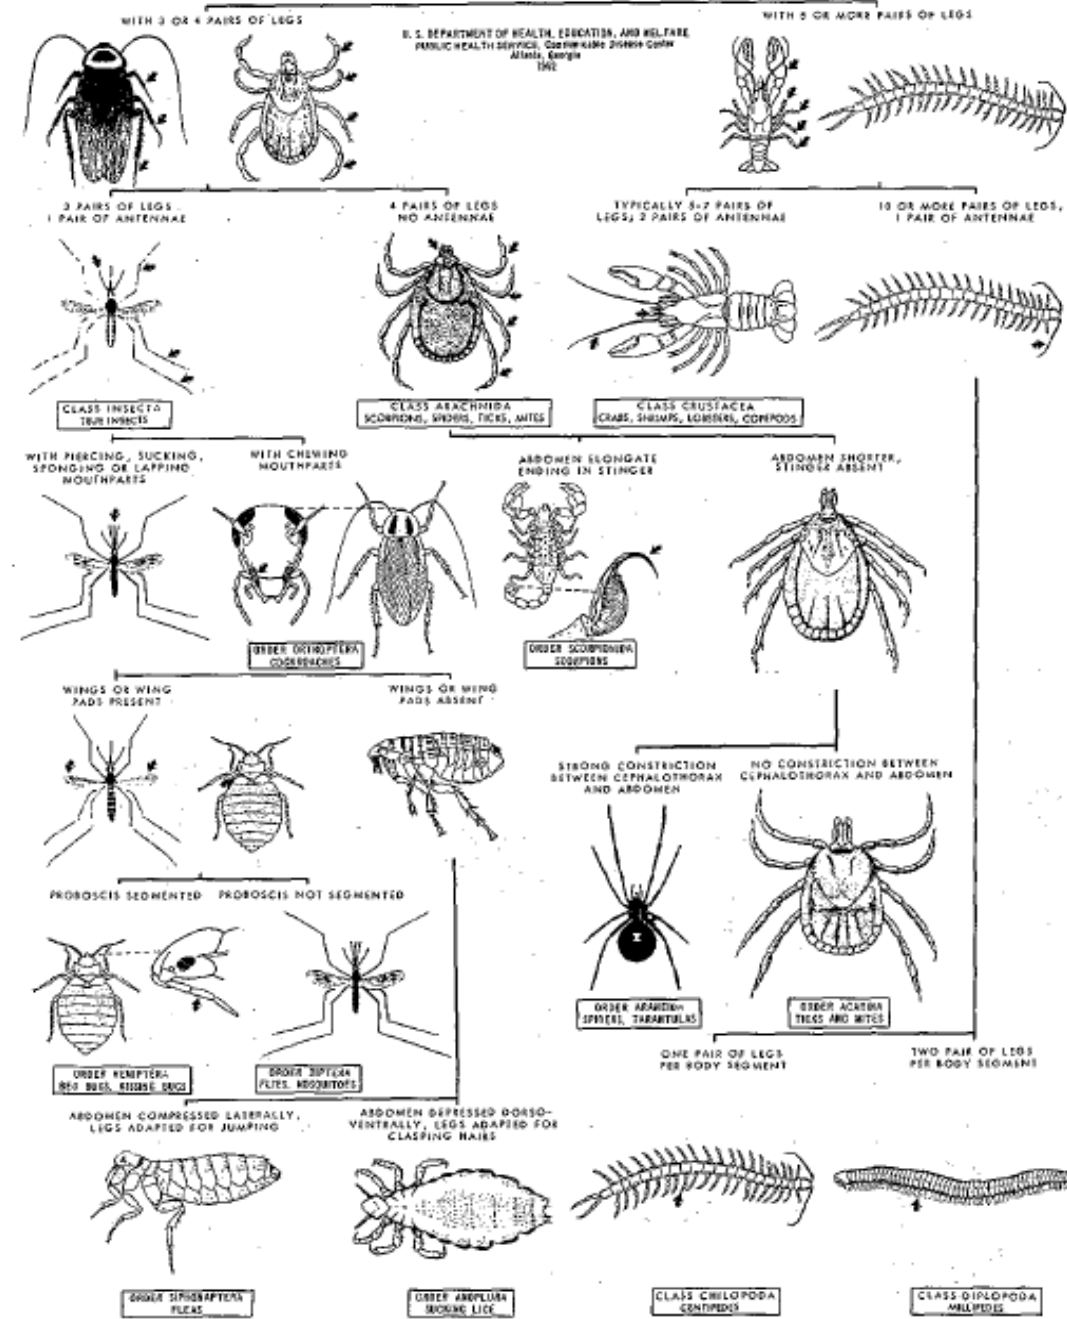 WITH 3 OR 4 PAIRS OF LEGS
WITH 5 OR MORE PAIRS OF LEGS
U. S. DEPARTMENT OF HEALTH, EDUCATION, AND WELFARE
PUBLIC HEALTH SERVICE, Communicable Disease Center
Atlanta, Georgia
1962
3 PAIRS OF LEGS
1 PAIR OF ANTENNAE
4 PAIRS OF LEGS
NO ANTENNAE
TYPICALLY 5-7 PAIRS OF
LEGS; 2 PAIRS OF ANTENNAE
10 OR MORE PAIRS OF LEGS,
1 PAIR OF ANTENNAE
CLASS INSECTA
TRUE INSECTS
CLASS ARACHNIDA
SCORPIONS, SPIDERS, TICKS, MITES
CLASS CRUSTACEA
CRABS, SHRIMPS, LOBSTERS, COPEPODS
WITH PIERCING, SUCKING,
SPONGING OR LAPPING
MOUTHPARTS
WITH CHEWING
MOUTHPARTS
ABDOMEN ELONGATE
ENDING IN STINGER
ABDOMEN SHORTER,
STINGER ABSENT
ORDER ORTHOPTERA
COCKROACHES
ORDER SCORPIONIDA
SCORPIONS
WINGS OR WING
PADS PRESENT
WINGS OR WING
PADS ABSENT
STRONG CONSTRICTION
BETWEEN CEPHALOTHORAX
AND ABDOMEN
NO CONSTRICTION BETWEEN
CEPHALOTHORAX AND ABDOMEN
PROBOSCIS SEGMENTED
PROBOSCIS NOT SEGMENTED
ORDER ARANEIDA
SPIDERS, TARANTULAS
ORDER ACARINA
TICKS AND MITES
ONE PAIR OF LEGS
PER BODY SEGMENT
TWO PAIR OF LEGS
PER BODY SEGMENT
ORDER HEMIPTERA
BED BUGS, KISSING BUGS
ORDER DIPTERA
FLIES, MOSQUITOES
ABDOMEN COMPRESSED LATERALLY,
LEGS ADAPTED FOR JUMPING
ABDOMEN DEPRESSED DORSO-
VENTRALLY, LEGS ADAPTED FOR
CLASPING HAIRS
ORDER SIPHONAPTERA
FLEAS
ORDER ANOPLURA
SUCKING LICE
CLASS CHILOPODA
CENTIPEDES
CLASS DIPLOPODA
MILLIPEDES